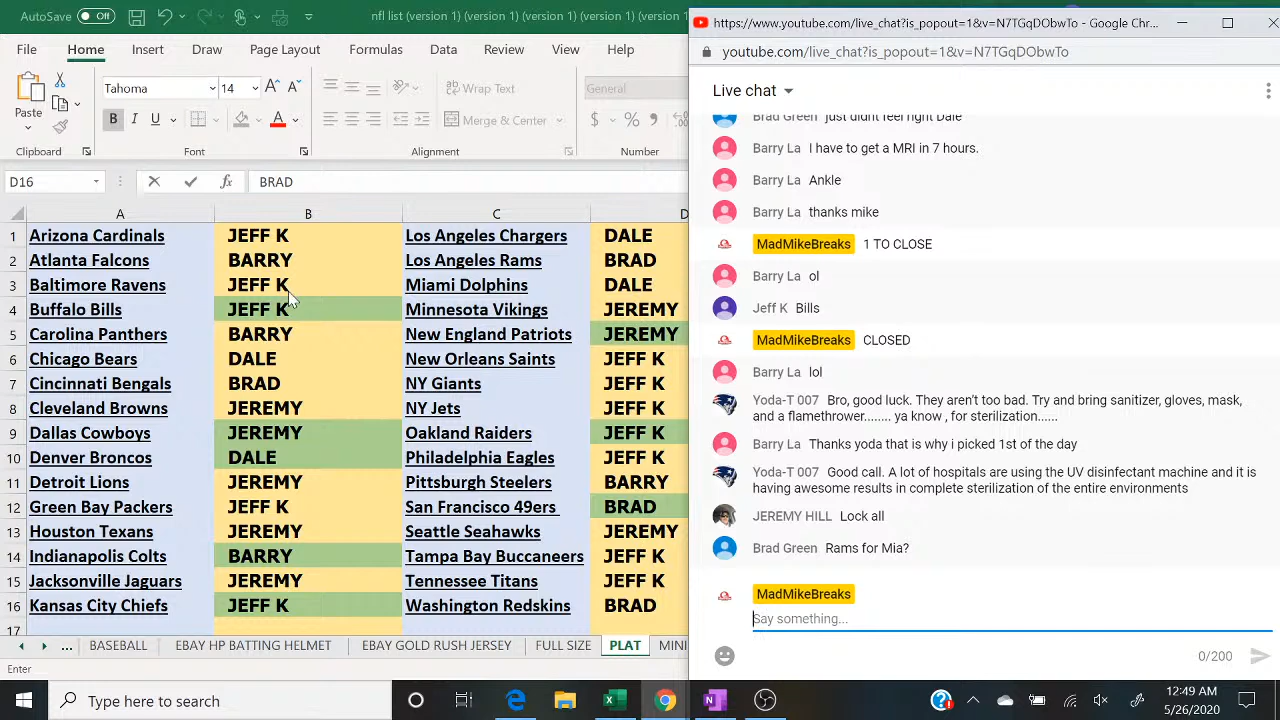 AutoSave Off nfl list (version 1) (version 1) (version 1) (version 1)
https://www.youtube.com/live_chat?is_popout=1&v=N7TGqDObwTo - Google Chr...
youtube.com/live_chat?is_popout=1&v=N7TGqDObwTo
File Home Insert Draw Page Layout Formulas Data Review View Help
Paste
Tahoma 14
B I U
Wrap Text
Merge & Center
General
$ %
Clipboard Font Alignment Number
D16 fx BRAD
A B C D
1 Arizona Cardinals JEFF K Los Angeles Chargers DALE
2 Atlanta Falcons BARRY Los Angeles Rams BRAD
3 Baltimore Ravens JEFF K Miami Dolphins DALE
4 Buffalo Bills JEFF K Minnesota Vikings JEREMY
5 Carolina Panthers BARRY New England Patriots JEREMY
6 Chicago Bears DALE New Orleans Saints JEFF K
7 Cincinnati Bengals BRAD NY Giants JEFF K
8 Cleveland Browns JEREMY NY Jets JEFF K
9 Dallas Cowboys JEREMY Oakland Raiders JEFF K
10 Denver Broncos DALE Philadelphia Eagles JEFF K
11 Detroit Lions JEREMY Pittsburgh Steelers BARRY
12 Green Bay Packers JEFF K San Francisco 49ers BRAD
13 Houston Texans JEREMY Seattle Seahawks JEREMY
14 Indianapolis Colts BARRY Tampa Bay Buccaneers JEFF K
15 Jacksonville Jaguars JEREMY Tennessee Titans JEFF K
16 Kansas City Chiefs JEFF K Washington Redskins BRAD
17
... BASEBALL EBAY HP BATTING HELMET EBAY GOLD RUSH JERSEY FULL SIZE PLAT MINI
Enter
Live chat
Brad Green just didnt feel right Dale
Barry La I have to get a MRI in 7 hours.
Barry La Ankle
Barry La thanks mike
MadMikeBreaks 1 TO CLOSE
Barry La ol
Jeff K Bills
MadMikeBreaks CLOSED
Barry La lol
Yoda-T 007 Bro, good luck. They aren't too bad. Try and bring sanitizer, gloves, mask,
and a flamethrower........ ya know , for sterilization......
Barry La Thanks yoda that is why i picked 1st of the day
Yoda-T 007 Good call. A lot of hospitals are using the UV disinfectant machine and it is
having awesome results in complete sterilization of the entire environments
JEREMY HILL Lock all
Brad Green Rams for Mia?
MadMikeBreaks
Say something...
0/200
Type here to search
12:49 AM
5/26/2020